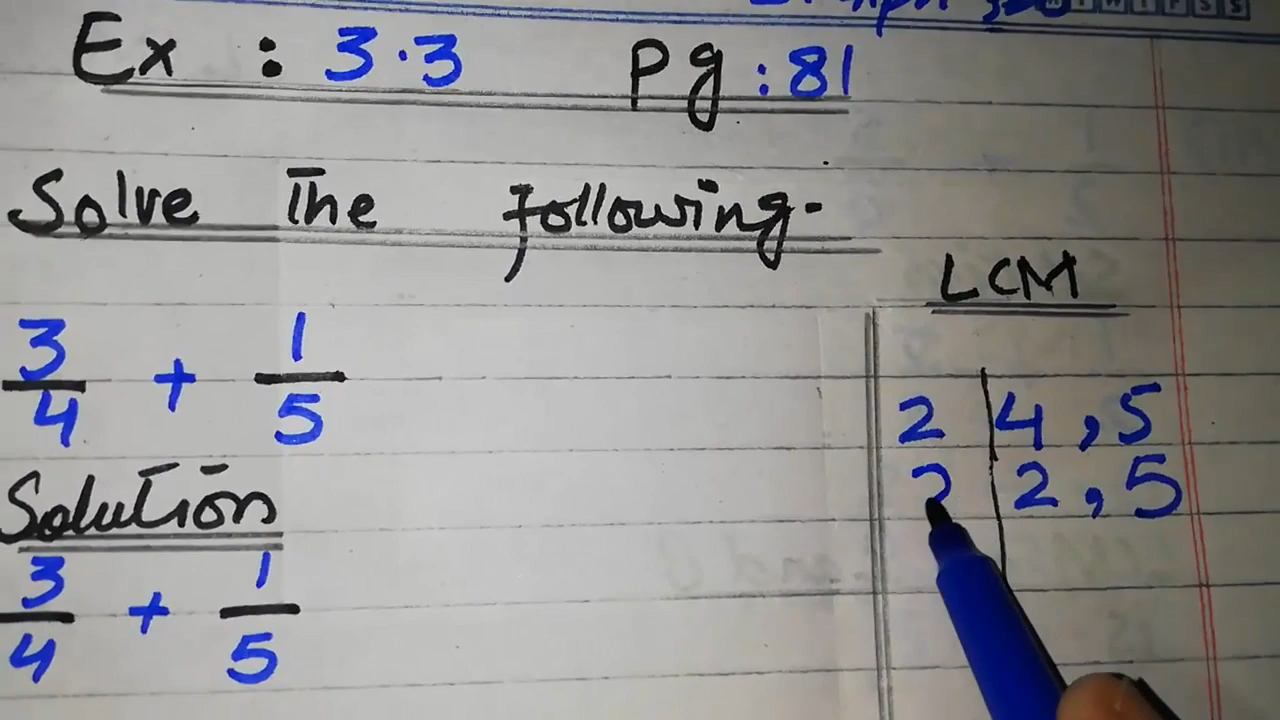 Ex : 3.3 Pg : 81
Solve The following.
LCM
3/4 + 1/5
2 | 4 , 5
2 | 2 , 5
Solution
3/4 + 1/5